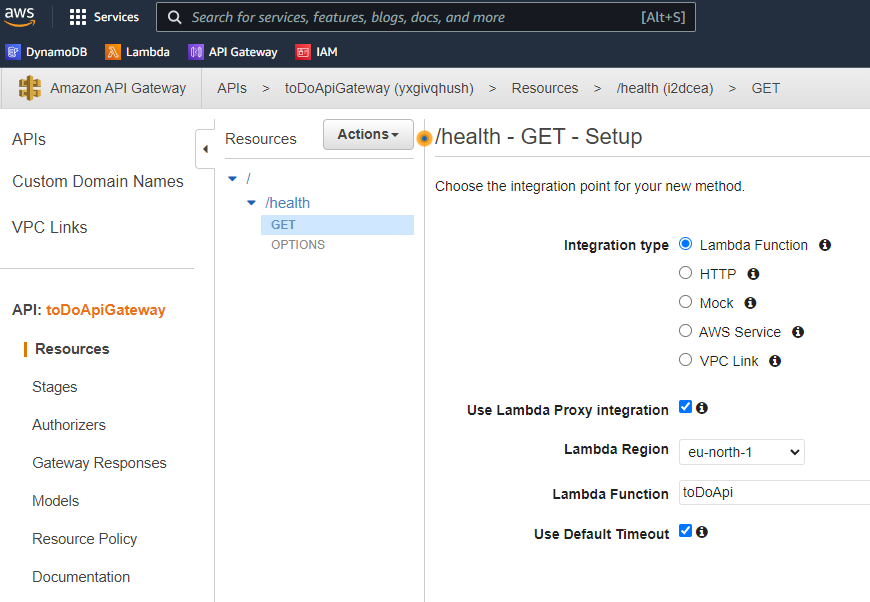 aws Services Search for services, features, blogs, docs, and more [Alt+S]
DynamoDB Lambda API Gateway IAM
Amazon API Gateway APIs > toDoApiGateway (yxgivqhush) > Resources > /health (i2dcea) > GET
APIs
Custom Domain Names
VPC Links
API: toDoApiGateway
Resources
Stages
Authorizers
Gateway Responses
Models
Resource Policy
Documentation
Resources Actions
/
/health
GET
OPTIONS
/health - GET - Setup
Choose the integration point for your new method.
Integration type Lambda Function
HTTP
Mock
AWS Service
VPC Link
Use Lambda Proxy integration
Lambda Region eu-north-1
Lambda Function toDoApi
Use Default Timeout